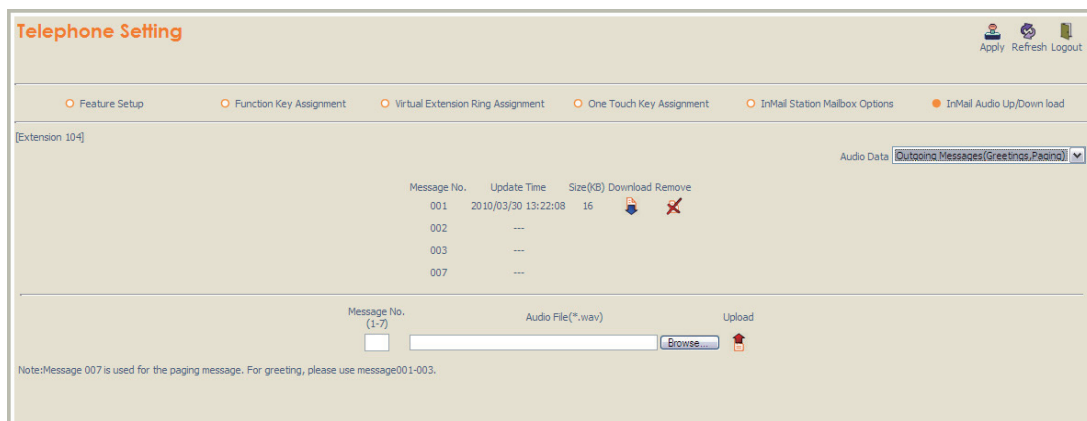 Telephone Setting
Apply Refresh Logout
Feature Setup Function Key Assignment Virtual Extension Ring Assignment One Touch Key Assignment InMail Station Mailbox Options InMail Audio Up/Down load
[Extension 104]
Audio Data Outgoing Messages(Greetings,Paging)
Message No. Update Time Size(KB) Download Remove
001 2010/03/30 13:22:08 16
002 ---
003 ---
007 ---
Message No. (1-7) Audio File(*.wav) Upload
Browse...
Note:Message 007 is used for the paging message. For greeting, please use message001-003.